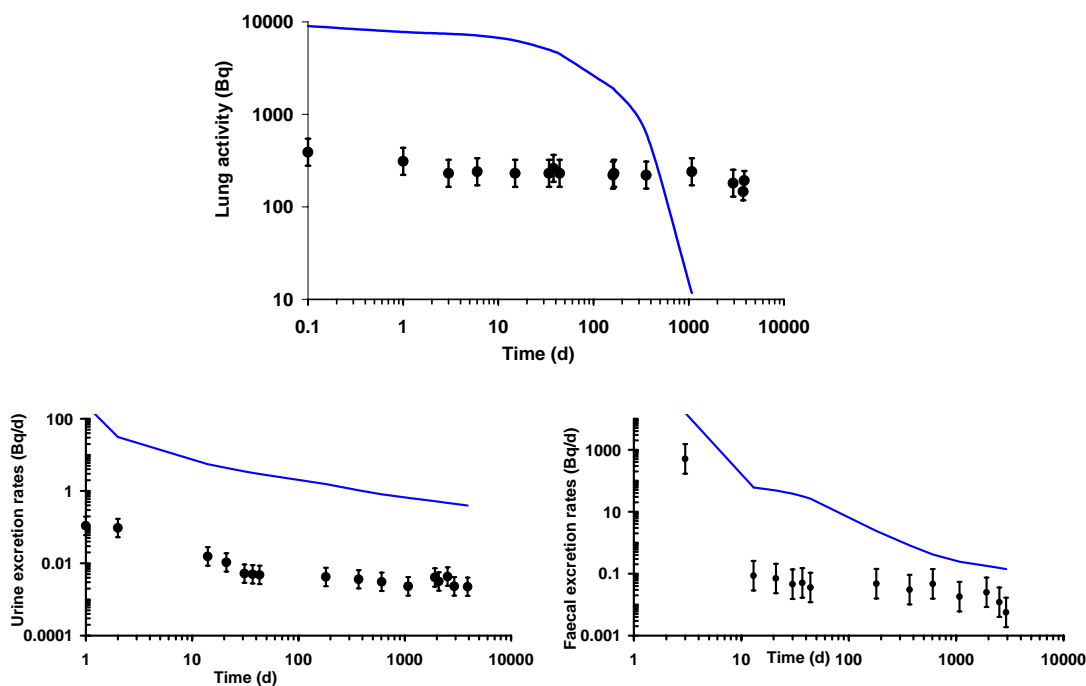 Lung activity (Bq)
10000
1000
100
10
0.1 1 10 100 1000 10000
Time (d)
Urine excretion rates (Bq/d)
100
1
0.01
0.0001
1 10 100 1000 10000
Time (d)
Faecal excretion rates (Bq/d)
1000
10
0.1
0.001
1 10 100 1000 10000
Time (d)